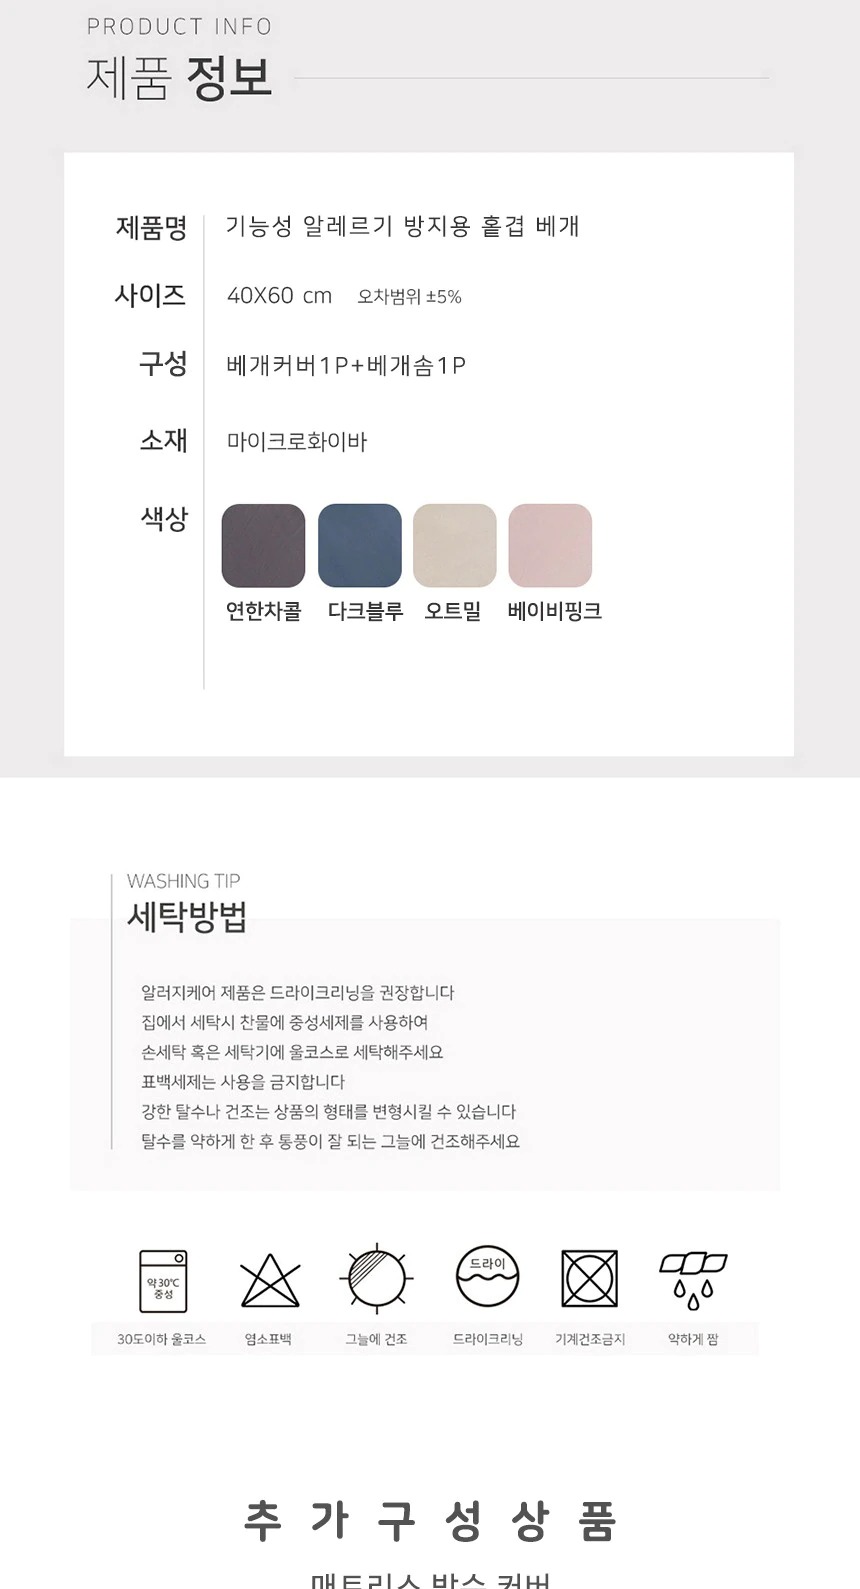 PRODUCT INFO
제품 정보
제품명 기능성 알레르기 방지용 홑겹 베개
사이즈 40X60 cm 오차범위 ±5%
구성 베개커버1P+베개솜1P
소재 마이크로화이바
색상
연한차콜 다크블루 오트밀 베이비핑크
WASHING TIP
세탁방법
알러지케어 제품은 드라이크리닝을 권장합니다
집에서 세탁시 찬물에 중성세제를 사용하여
손세탁 혹은 세탁기에 울코스로 세탁해주세요
표백세제는 사용을 금지합니다
강한 탈수나 건조는 상품의 형태를 변형시킬 수 있습니다
탈수를 약하게 한 후 통풍이 잘 되는 그늘에 건조해주세요
약30℃
중성
드라이
30도이하 울코스 염소표백 그늘에 건조 드라이크리닝 기계건조금지 약하게 짬
추가구성상품
매트리스 방수 커버